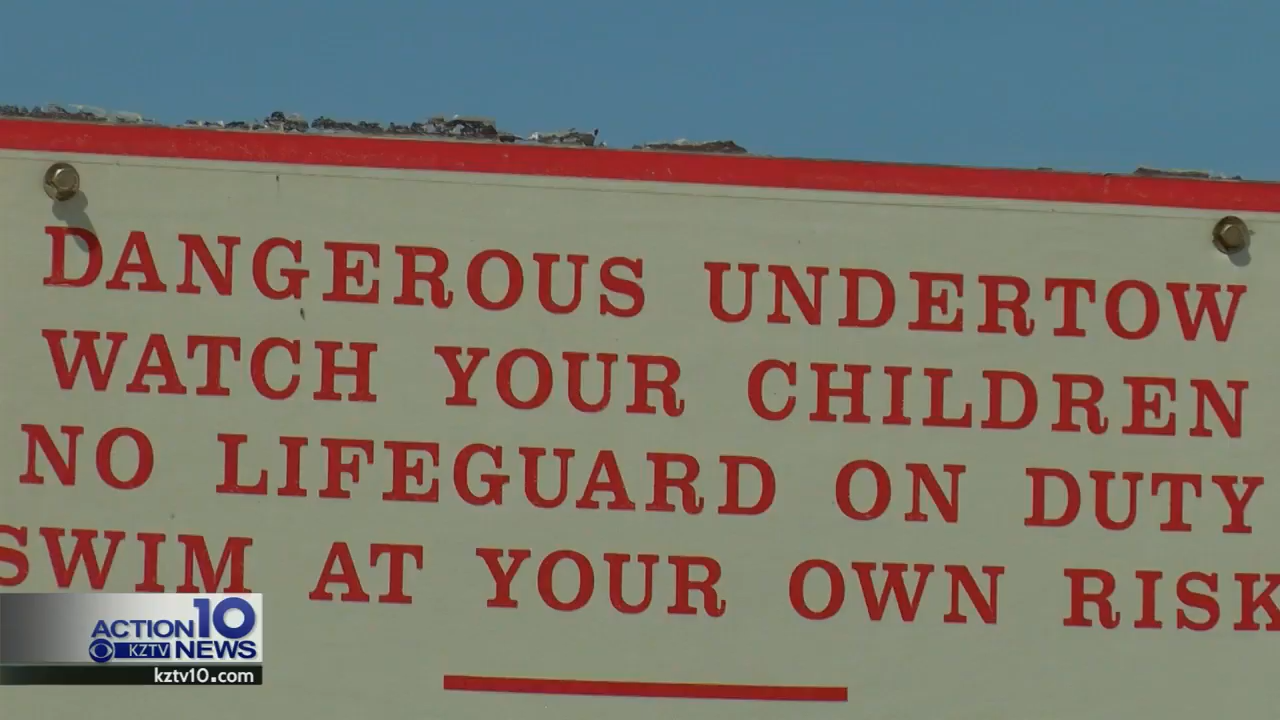 DANGEROUS UNDERTOW
WATCH YOUR CHILDREN
NO LIFEGUARD ON DUTY
SWIM AT YOUR OWN RISK
ACTION 10
KZTV NEWS
kztv10.com